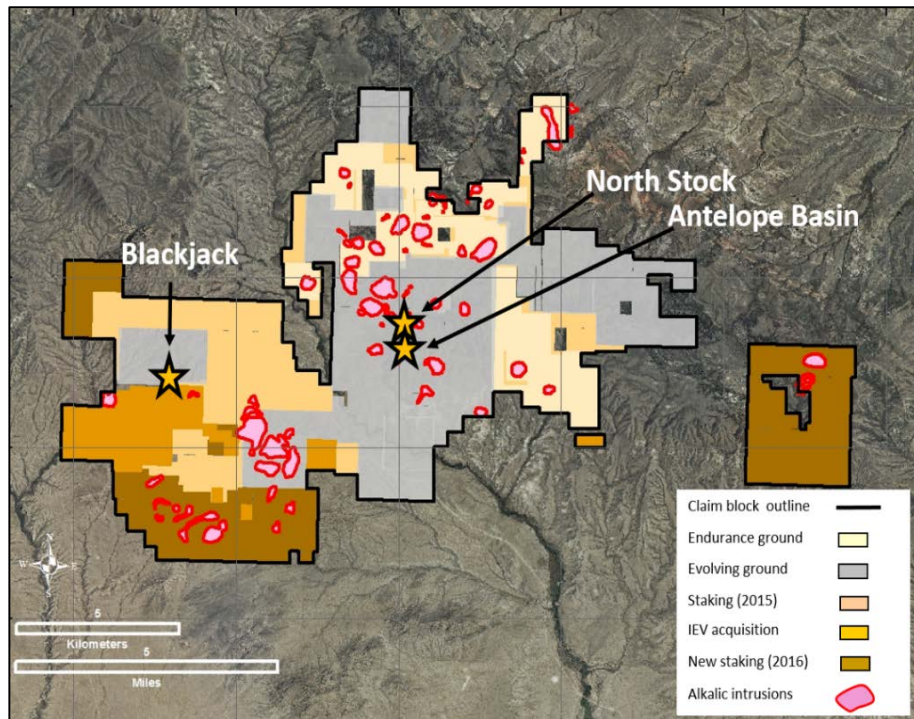 North Stock
Antelope Basin
Blackjack
N
W
E
S
5
Kilometers
5
Miles
Claim block outline
Endurance ground
Evolving ground
Staking (2015)
IEV acquisition
New staking (2016)
Alkalic intrusions